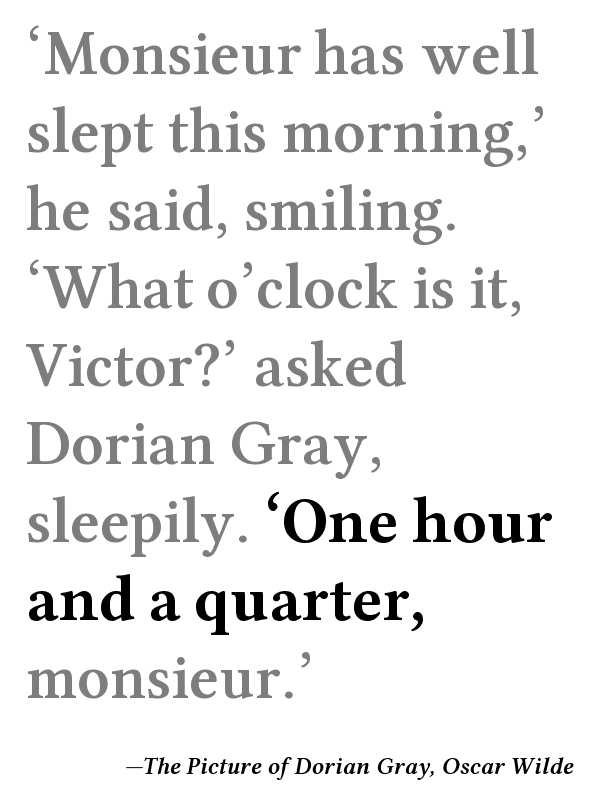 ‘Monsieur has well
slept this morning,’
he said, smiling.
‘What o’clock is it,
Victor?’ asked
Dorian Gray,
sleepily. ‘One hour
and a quarter,
monsieur.’
—The Picture of Dorian Gray, Oscar Wilde